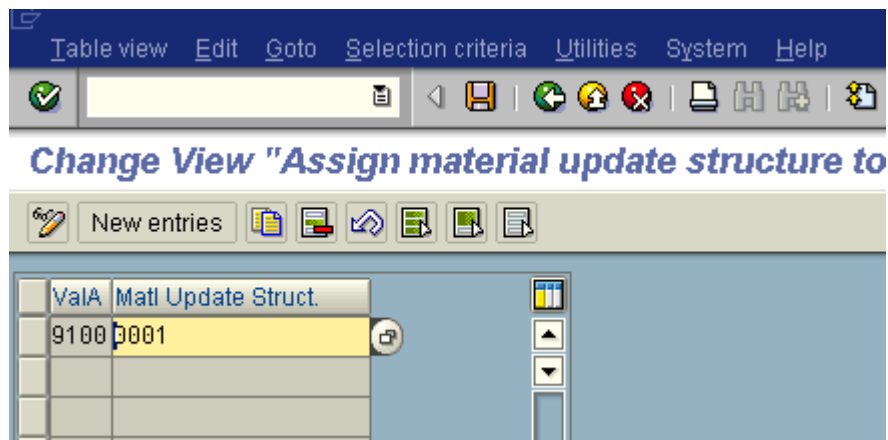 Table view Edit Goto Selection criteria Utilities System Help
Change View "Assign material update structure to
New entries
ValA Matl Update Struct.
9100 0001